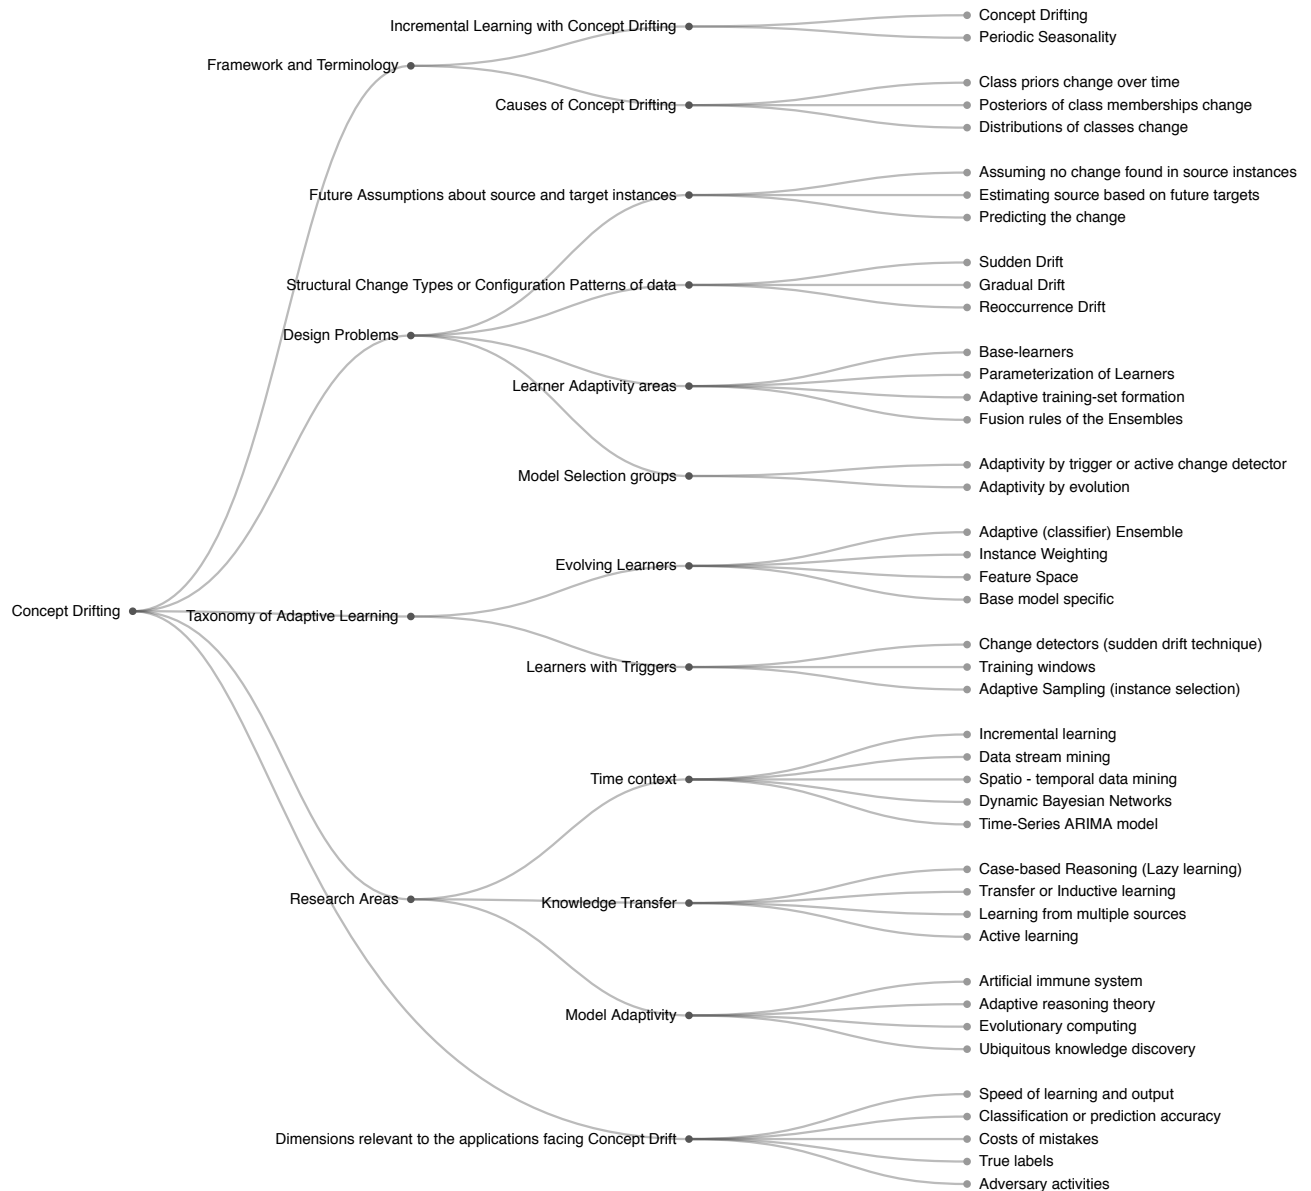 Concept Drifting
Framework and Terminology
Incremental Learning with Concept Drifting
Concept Drifting
Periodic Seasonality
Causes of Concept Drifting
Class priors change over time
Posteriors of class memberships change
Distributions of classes change
Design Problems
Future Assumptions about source and target instances
Assuming no change found in source instances
Estimating source based on future targets
Predicting the change
Structural Change Types or Configuration Patterns of data
Sudden Drift
Gradual Drift
Reoccurrence Drift
Learner Adaptivity areas
Base-learners
Parameterization of Learners
Adaptive training-set formation
Fusion rules of the Ensembles
Model Selection groups
Adaptivity by trigger or active change detector
Adaptivity by evolution
Taxonomy of Adaptive Learning
Evolving Learners
Adaptive (classifier) Ensemble
Instance Weighting
Feature Space
Base model specific
Learners with Triggers
Change detectors (sudden drift technique)
Training windows
Adaptive Sampling (instance selection)
Research Areas
Time context
Incremental learning
Data stream mining
Spatio - temporal data mining
Dynamic Bayesian Networks
Time-Series ARIMA model
Knowledge Transfer
Case-based Reasoning (Lazy learning)
Transfer or Inductive learning
Learning from multiple sources
Active learning
Model Adaptivity
Artificial immune system
Adaptive reasoning theory
Evolutionary computing
Ubiquitous knowledge discovery
Dimensions relevant to the applications facing Concept Drift
Speed of learning and output
Classification or prediction accuracy
Costs of mistakes
True labels
Adversary activities